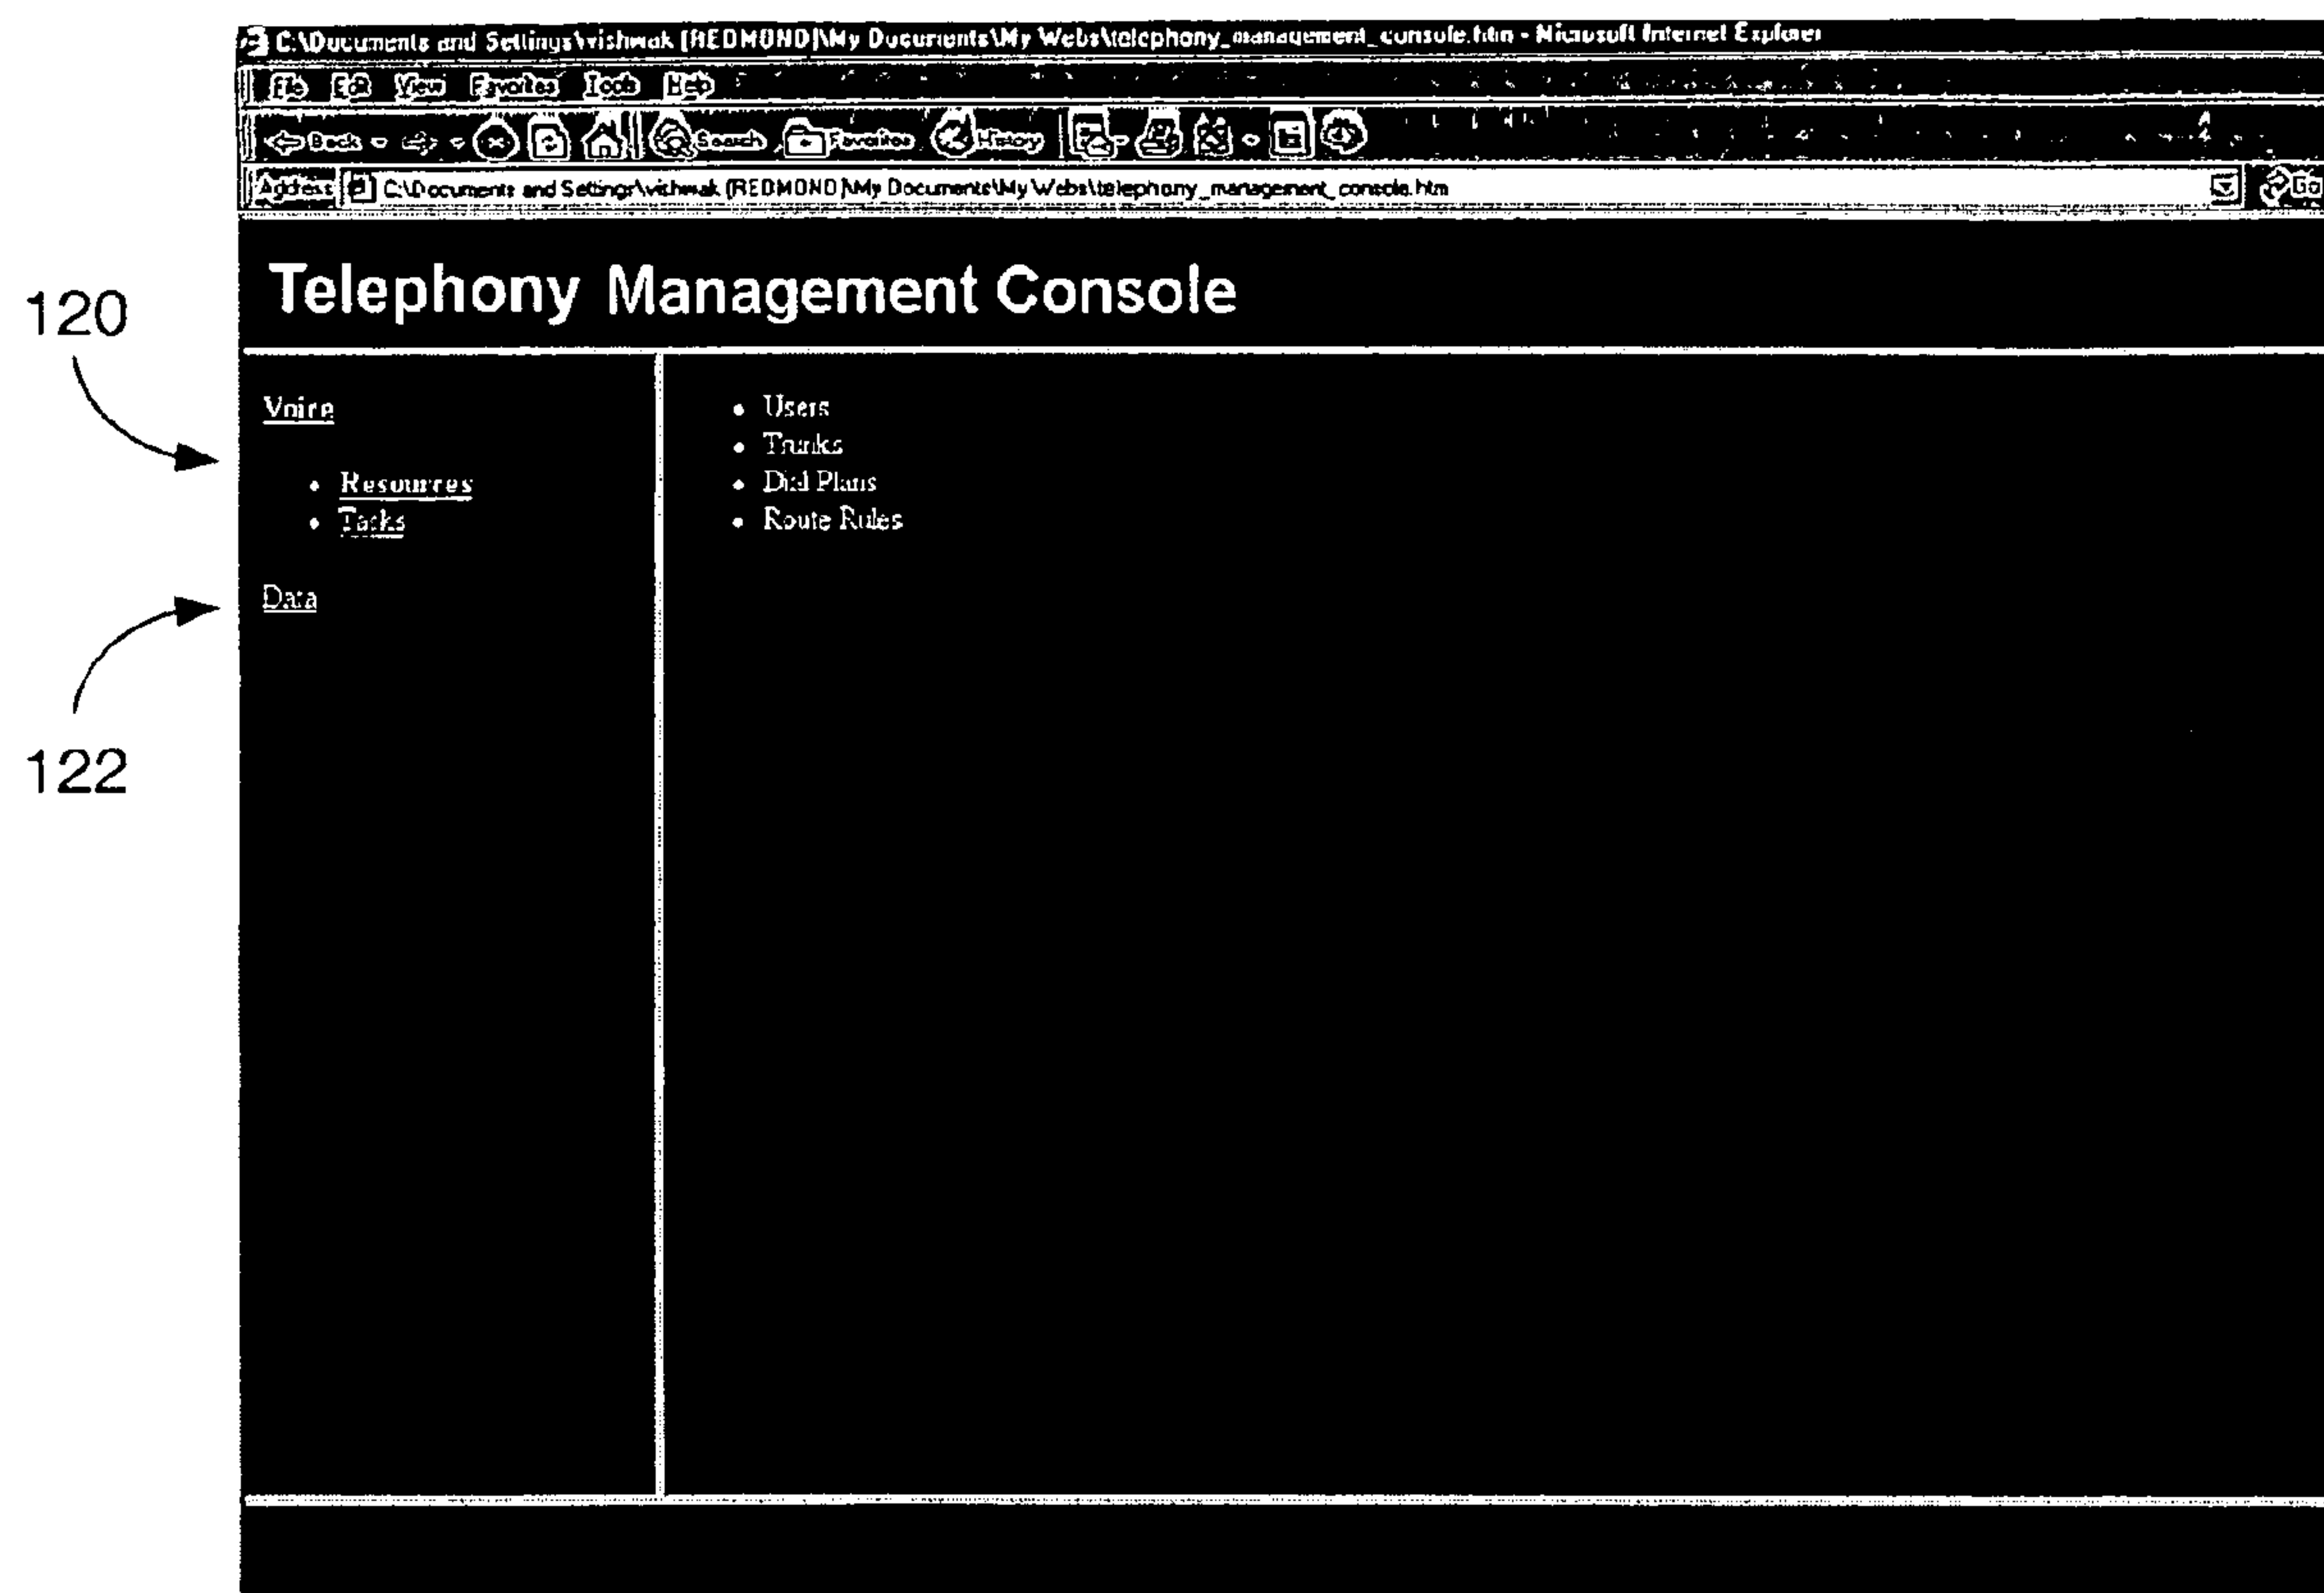 C:\Documents and Settings\vishwak [REDMOND]\My Documents\My Webs\telephony_management_console.htm - Microsoft Internet Explorer
File Edit View Favorites Tools Help
Back Search Favorites History
Address C:\Documents and Settings\vishwak (REDMOND)\My Documents\My Webs\telephony_management_console.htm Go
Telephony Management Console
120
Voice
• Resources
• Tasks
Data
122
• Users
• Trunks
• Dial Plans
• Route Rules